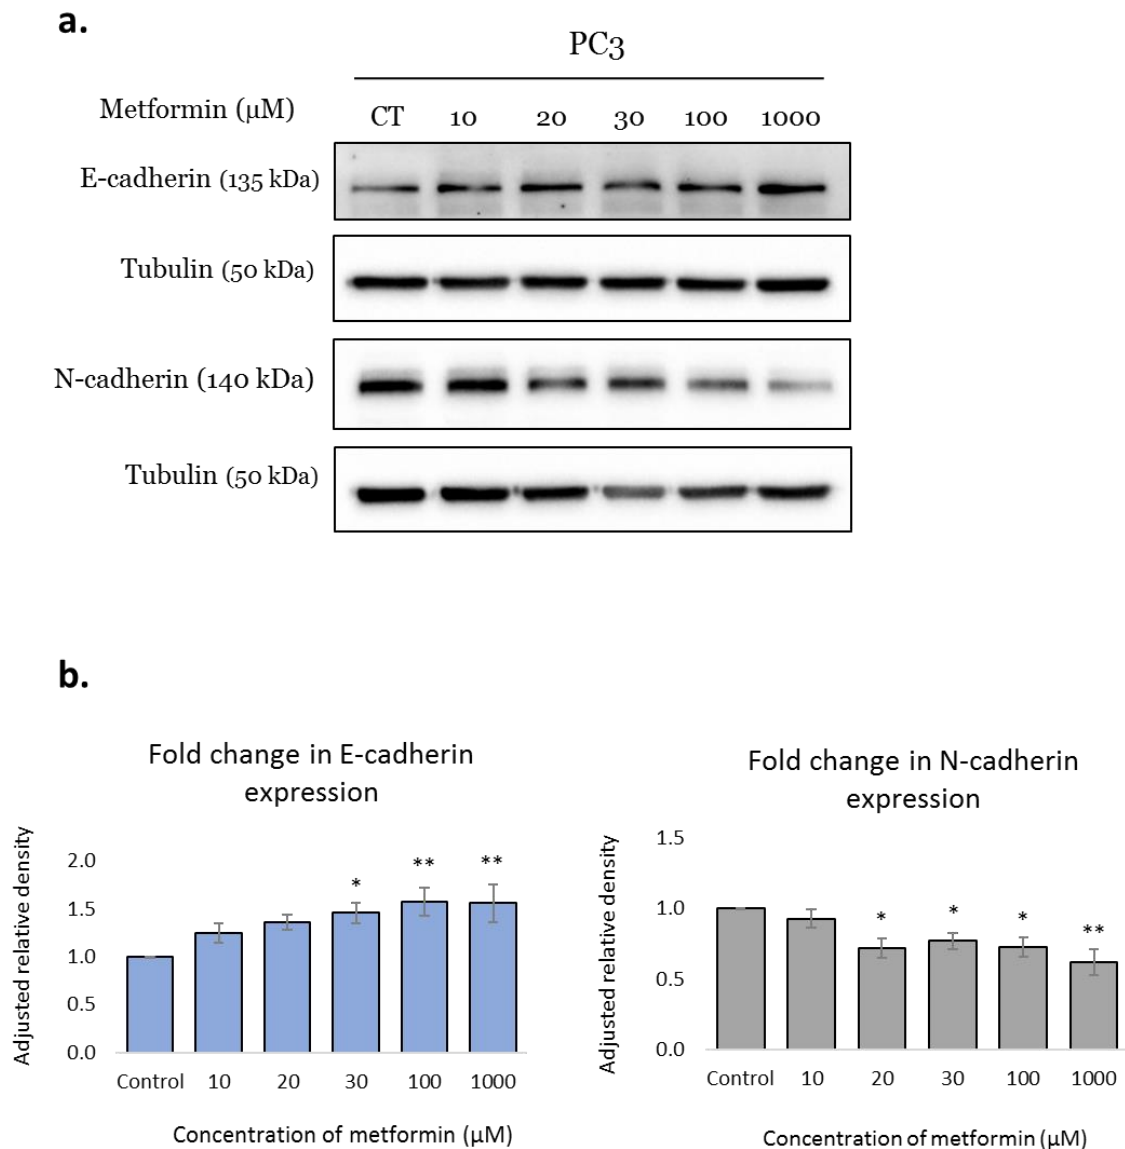 a.
PC3
Metformin (µM)
CT 10 20 30 100 1000
E-cadherin (135 kDa)
Tubulin (50 kDa)
N-cadherin (140 kDa)
Tubulin (50 kDa)
b.
Fold change in E-cadherin
expression
Adjusted relative density
2.0
1.5
1.0
0.5
0.0
* ** **
Control 10 20 30 100 1000
Concentration of metformin (µM)
Fold change in N-cadherin
expression
Adjusted relative density
1.5
1.0
0.5
0.0
* * * **
Control 10 20 30 100 1000
Concentration of metformin (µM)